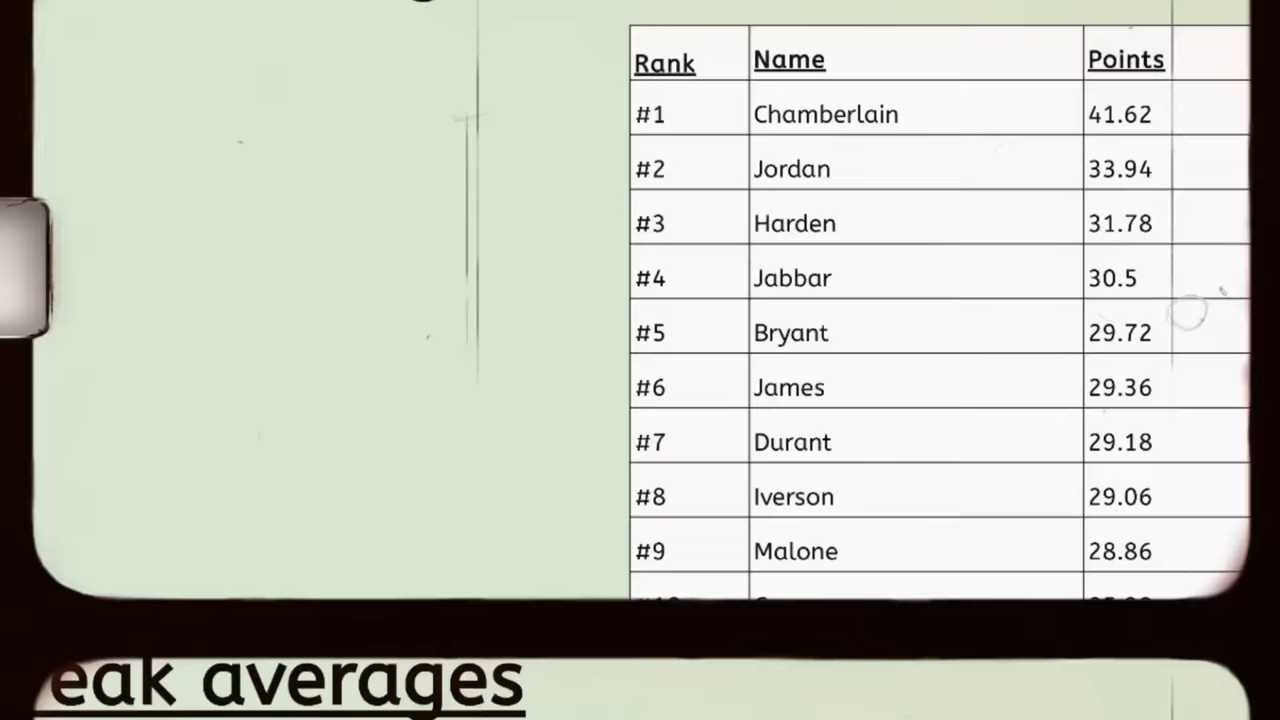 Rank Name Points
#1 Chamberlain 41.62
#2 Jordan 33.94
#3 Harden 31.78
#4 Jabbar 30.5
#5 Bryant 29.72
#6 James 29.36
#7 Durant 29.18
#8 Iverson 29.06
#9 Malone 28.86
eak averages